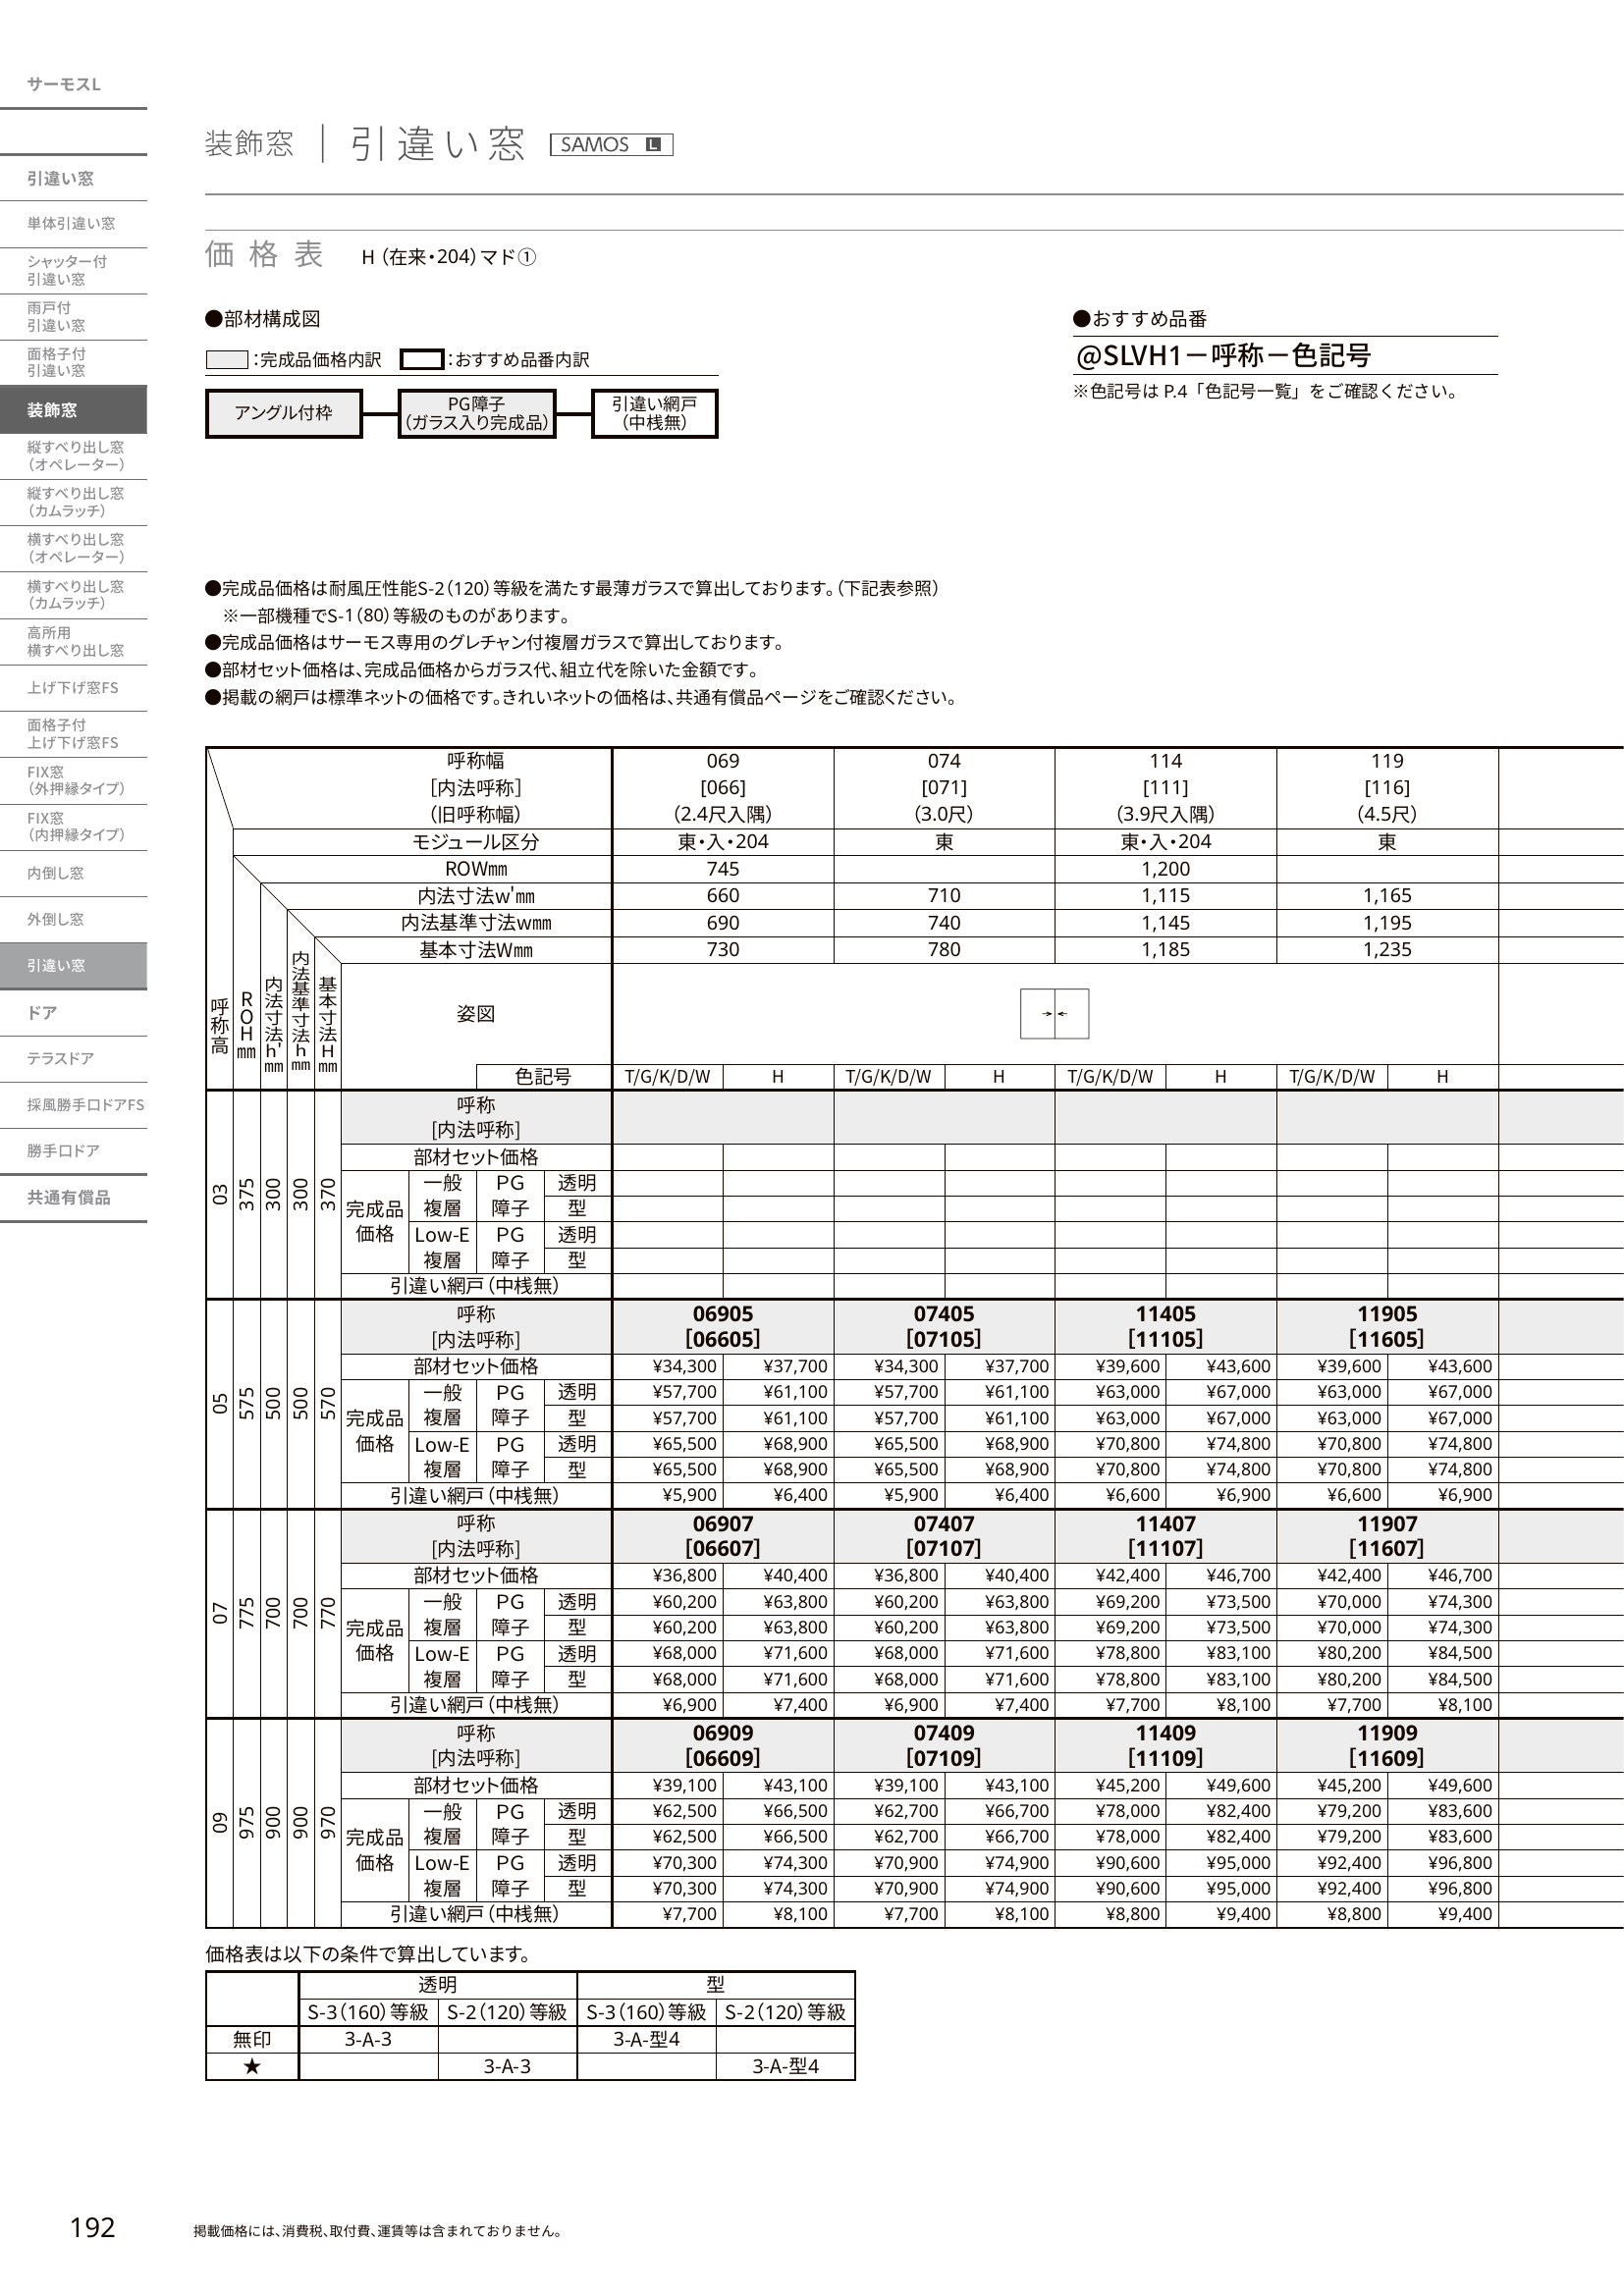 サーモスL
引違い窓
単体引違い窓
シャッター付
引違い窓
雨戸付
引違い窓
面格子付
引違い窓
装飾窓
縦すべり出し窓
（オペレーター）
縦すべり出し窓
（カムラッチ）
横すべり出し窓
（オペレーター）
横すべり出し窓
（カムラッチ）
高所用
横すべり出し窓
上げ下げ窓FS
面格子付
上げ下げ窓FS
FIX窓
（外押縁タイプ）
FIX窓
（内押縁タイプ）
内倒し窓
外倒し窓
引違い窓
ドア
テラスドア
採風勝手口ドアFS
勝手口ドア
共通有償品
装飾窓 引違い窓 SAMOS L
価格表 H（在来・204）マド①
●部材構成図
：完成品価格内訳 ：おすすめ品番内訳
アングル付枠 PG障子（ガラス入り完成品） 引違い網戸（中桟無）
●おすすめ品番
@SLVH1－呼称－色記号
※色記号は P.4「色記号一覧」をご確認ください。
●完成品価格は耐風圧性能S-2（120）等級を満たす最薄ガラスで算出しております。（下記表参照）
※一部機種でS-1（80）等級のものがあります。
●完成品価格はサーモス専用のグレチャン付複層ガラスで算出しております。
●部材セット価格は、完成品価格からガラス代、組立代を除いた金額です。
●掲載の網戸は標準ネットの価格です。きれいネットの価格は、共通有償品ページをご確認ください。
呼称幅 069 074 114 119
［内法呼称］ [066] [071] [111] [116]
（旧呼称幅） （2.4尺入隅） （3.0尺） （3.9尺入隅） （4.5尺）
モジュール区分 東・入・204 東 東・入・204 東
ROW㎜ 745 1,200
内法寸法w'㎜ 660 710 1,115 1,165
内法基準寸法w㎜ 690 740 1,145 1,195
基本寸法W㎜ 730 780 1,185 1,235
呼称高 ROH㎜ 内法寸法h'㎜ 内法基準寸法h㎜ 基本寸法H㎜ 姿図
色記号 T/G/K/D/W H T/G/K/D/W H T/G/K/D/W H T/G/K/D/W H
03 375 300 300 370
呼称
[内法呼称]
部材セット価格
完成品価格 一般複層 PG障子 透明
型
Low-E複層 PG障子 透明
型
引違い網戸（中桟無）
05 575 500 500 570
呼称 06905 07405 11405 11905
[内法呼称] [06605] [07105] [11105] [11605]
部材セット価格 ¥34,300 ¥37,700 ¥34,300 ¥37,700 ¥39,600 ¥43,600 ¥39,600 ¥43,600
完成品価格 一般複層 PG障子 透明 ¥57,700 ¥61,100 ¥57,700 ¥61,100 ¥63,000 ¥67,000 ¥63,000 ¥67,000
型 ¥57,700 ¥61,100 ¥57,700 ¥61,100 ¥63,000 ¥67,000 ¥63,000 ¥67,000
Low-E複層 PG障子 透明 ¥65,500 ¥68,900 ¥65,500 ¥68,900 ¥70,800 ¥74,800 ¥70,800 ¥74,800
型 ¥65,500 ¥68,900 ¥65,500 ¥68,900 ¥70,800 ¥74,800 ¥70,800 ¥74,800
引違い網戸（中桟無） ¥5,900 ¥6,400 ¥5,900 ¥6,400 ¥6,600 ¥6,900 ¥6,600 ¥6,900
07 775 700 700 770
呼称 06907 07407 11407 11907
[内法呼称] [06607] [07107] [11107] [11607]
部材セット価格 ¥36,800 ¥40,400 ¥36,800 ¥40,400 ¥42,400 ¥46,700 ¥42,400 ¥46,700
完成品価格 一般複層 PG障子 透明 ¥60,200 ¥63,800 ¥60,200 ¥63,800 ¥69,200 ¥73,500 ¥70,000 ¥74,300
型 ¥60,200 ¥63,800 ¥60,200 ¥63,800 ¥69,200 ¥73,500 ¥70,000 ¥74,300
Low-E複層 PG障子 透明 ¥68,000 ¥71,600 ¥68,000 ¥71,600 ¥78,800 ¥83,100 ¥80,200 ¥84,500
型 ¥68,000 ¥71,600 ¥68,000 ¥71,600 ¥78,800 ¥83,100 ¥80,200 ¥84,500
引違い網戸（中桟無） ¥6,900 ¥7,400 ¥6,900 ¥7,400 ¥7,700 ¥8,100 ¥7,700 ¥8,100
09 975 900 900 970
呼称 06909 07409 11409 11909
[内法呼称] [06609] [07109] [11109] [11609]
部材セット価格 ¥39,100 ¥43,100 ¥39,100 ¥43,100 ¥45,200 ¥49,600 ¥45,200 ¥49,600
完成品価格 一般複層 PG障子 透明 ¥62,500 ¥66,500 ¥62,700 ¥66,700 ¥78,000 ¥82,400 ¥79,200 ¥83,600
型 ¥62,500 ¥66,500 ¥62,700 ¥66,700 ¥78,000 ¥82,400 ¥79,200 ¥83,600
Low-E複層 PG障子 透明 ¥70,300 ¥74,300 ¥70,900 ¥74,900 ¥90,600 ¥95,000 ¥92,400 ¥96,800
型 ¥70,300 ¥74,300 ¥70,900 ¥74,900 ¥90,600 ¥95,000 ¥92,400 ¥96,800
引違い網戸（中桟無） ¥7,700 ¥8,100 ¥7,700 ¥8,100 ¥8,800 ¥9,400 ¥8,800 ¥9,400
価格表は以下の条件で算出しています。
透明 型
S-3（160）等級 S-2（120）等級 S-3（160）等級 S-2（120）等級
無印 3-A-3 3-A-型4
★ 3-A-3 3-A-型4
192 掲載価格には、消費税、取付費、運賃等は含まれておりません。